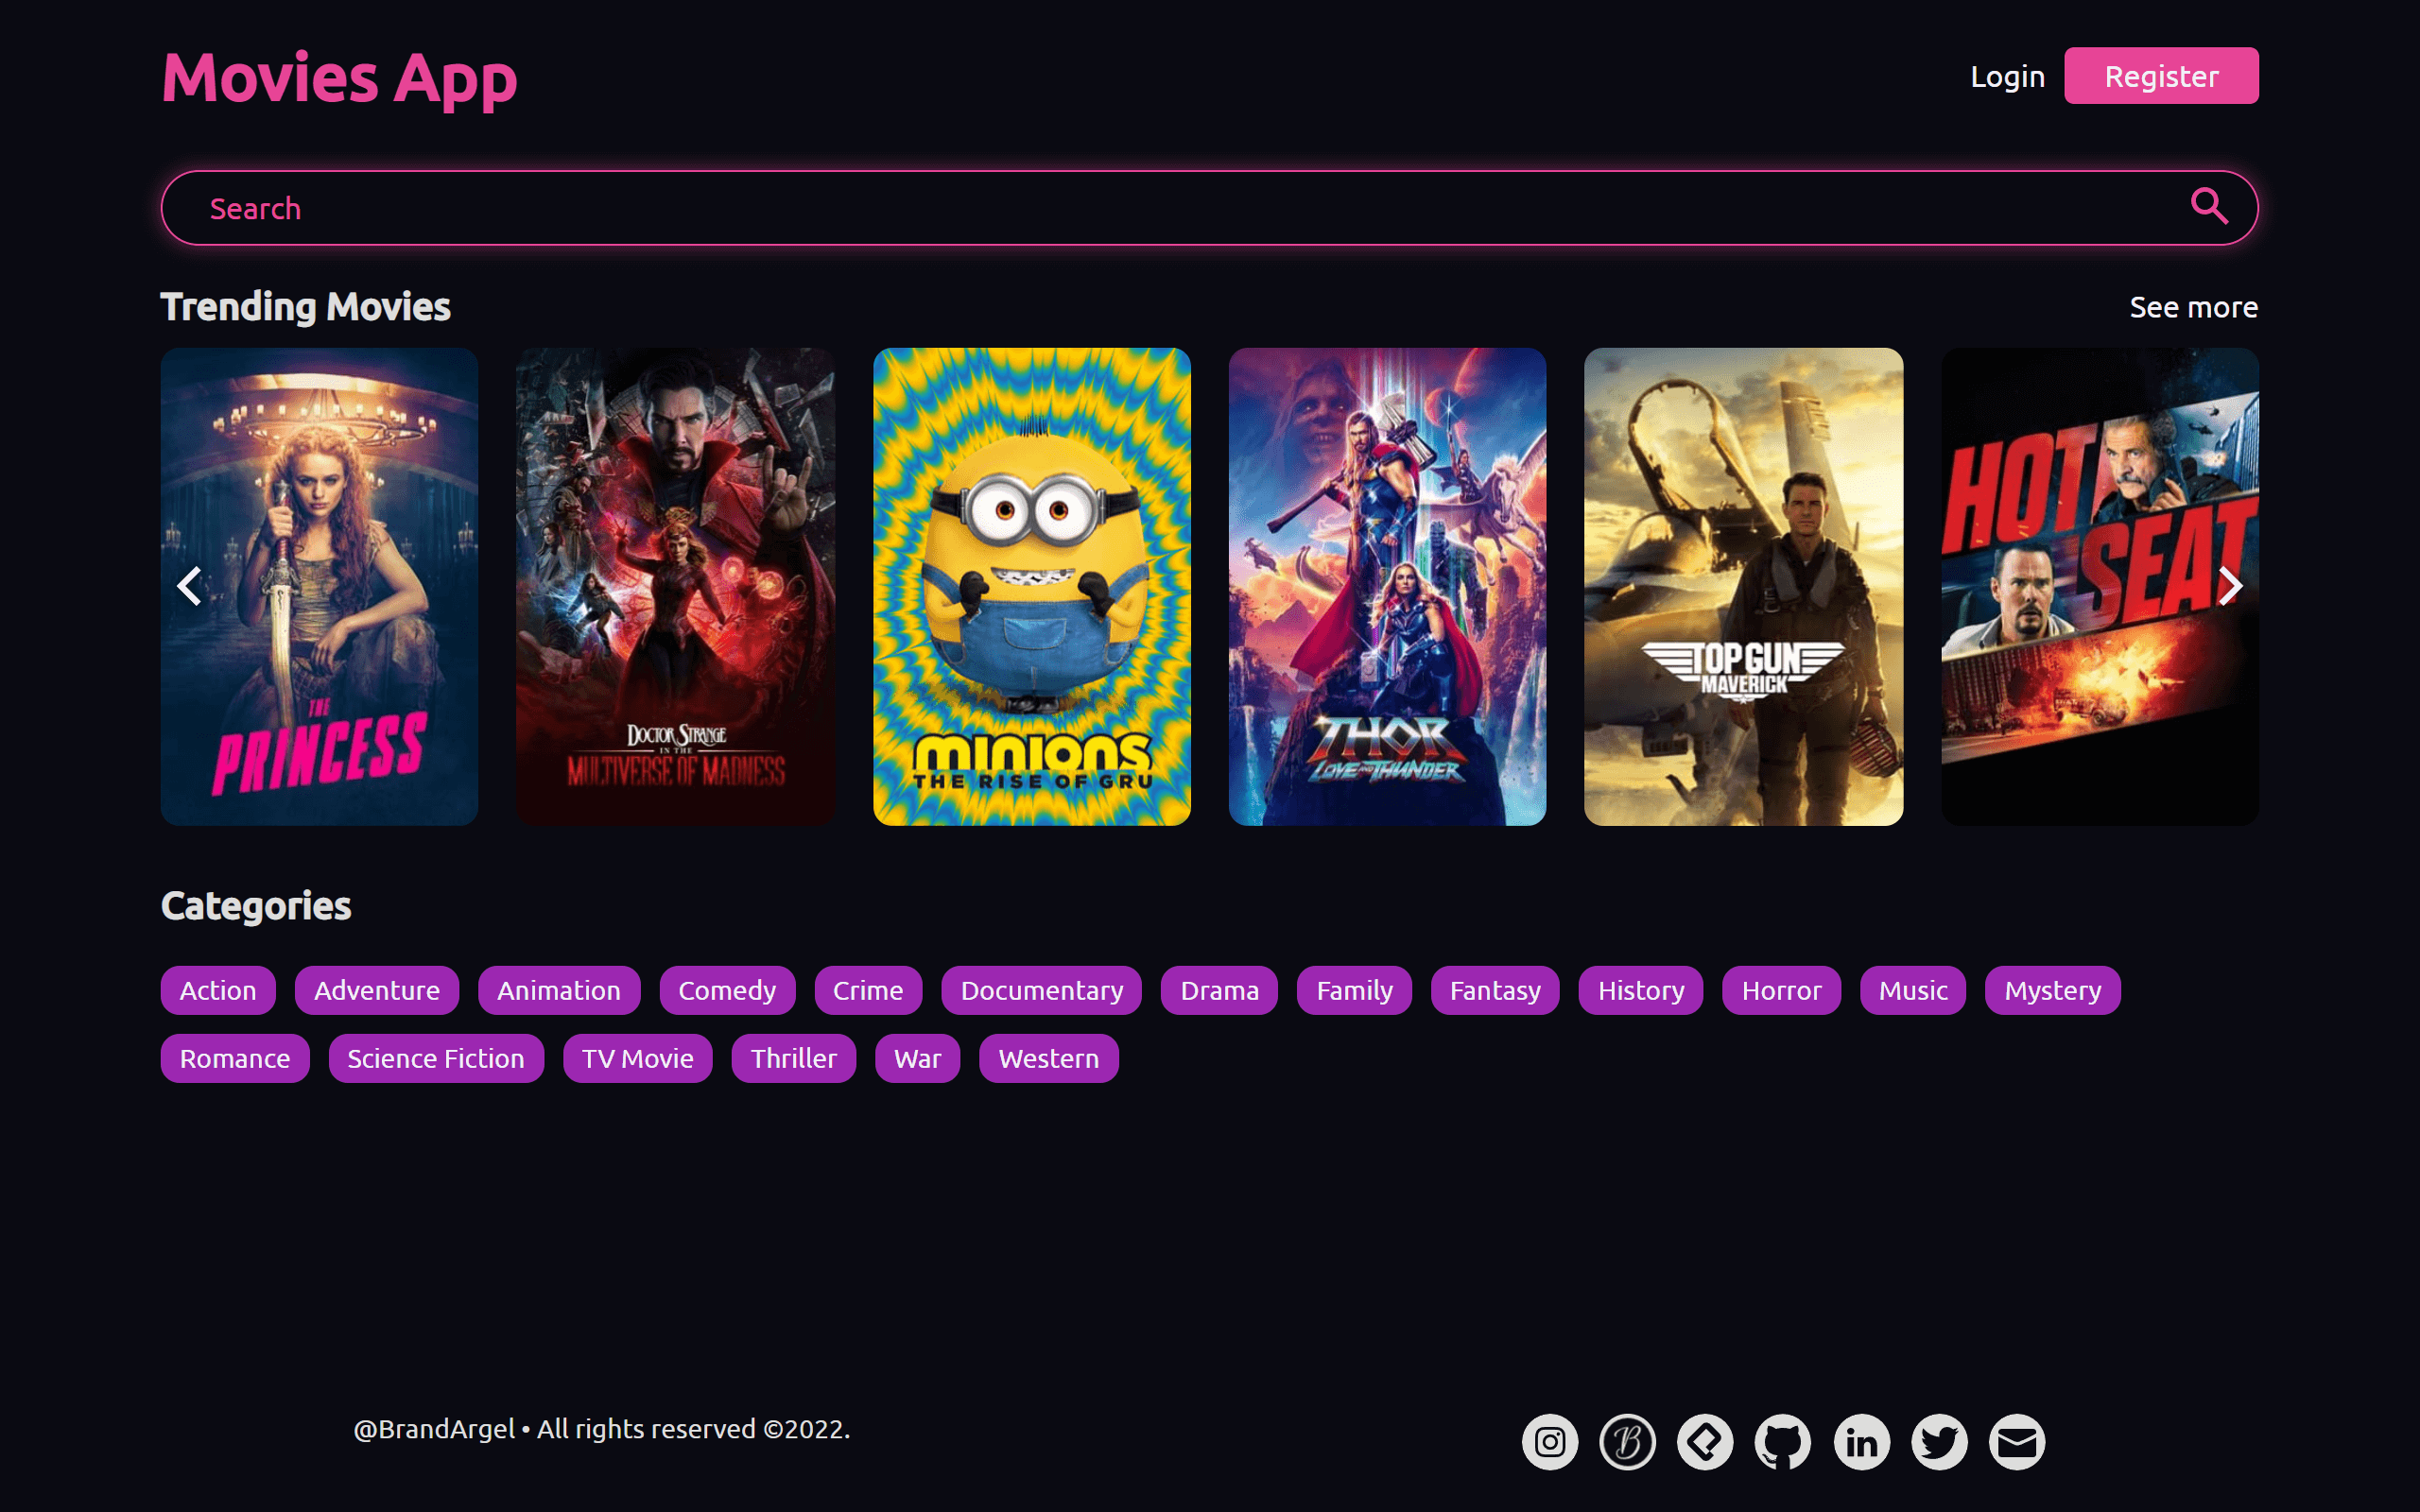 Movies App
Login
Register
Search
Trending Movies
See more
THE
PRINCESS
DOCTOR STRANGE
IN THE
MULTIVERSE OF MADNESS
MINIONS
THE RISE OF GRU
THOR
LOVE AND THUNDER
TOP GUN
MAVERICK
HOT
SEAT
Categories
Action Adventure Animation Comedy Crime Documentary Drama Family Fantasy History Horror Music Mystery
Romance Science Fiction TV Movie Thriller War Western
@BrandArgel • All rights reserved ©2022.
B
in